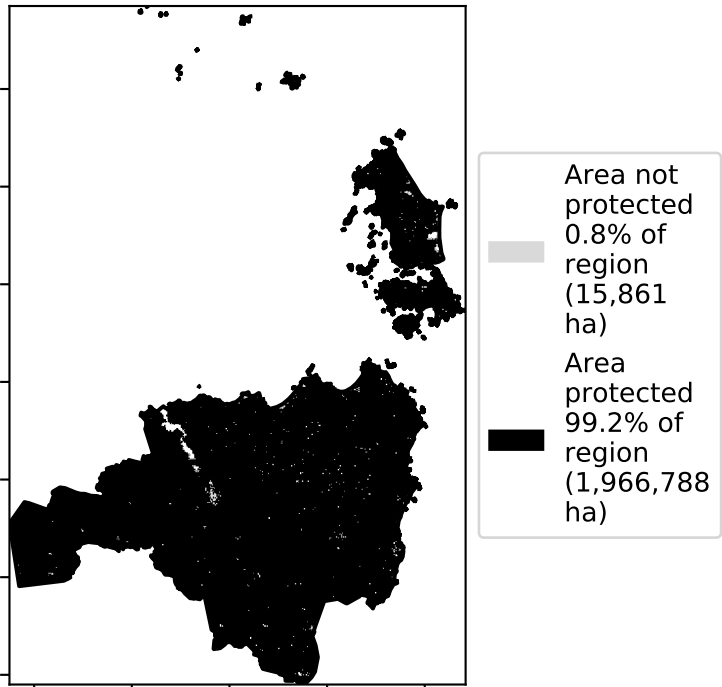 Area not
protected
0.8% of
region
(15,861
ha)
Area
protected
99.2% of
region
(1,966,788
ha)